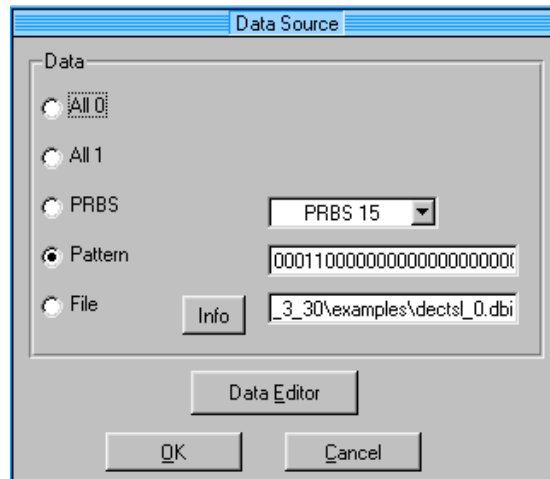 Data Source
Data
All 0
All 1
PRBS
PRBS 15
Pattern
000110000000000000000000
File
Info
_3_30\examples\dectsl_0.dbi
Data Editor
OK
Cancel